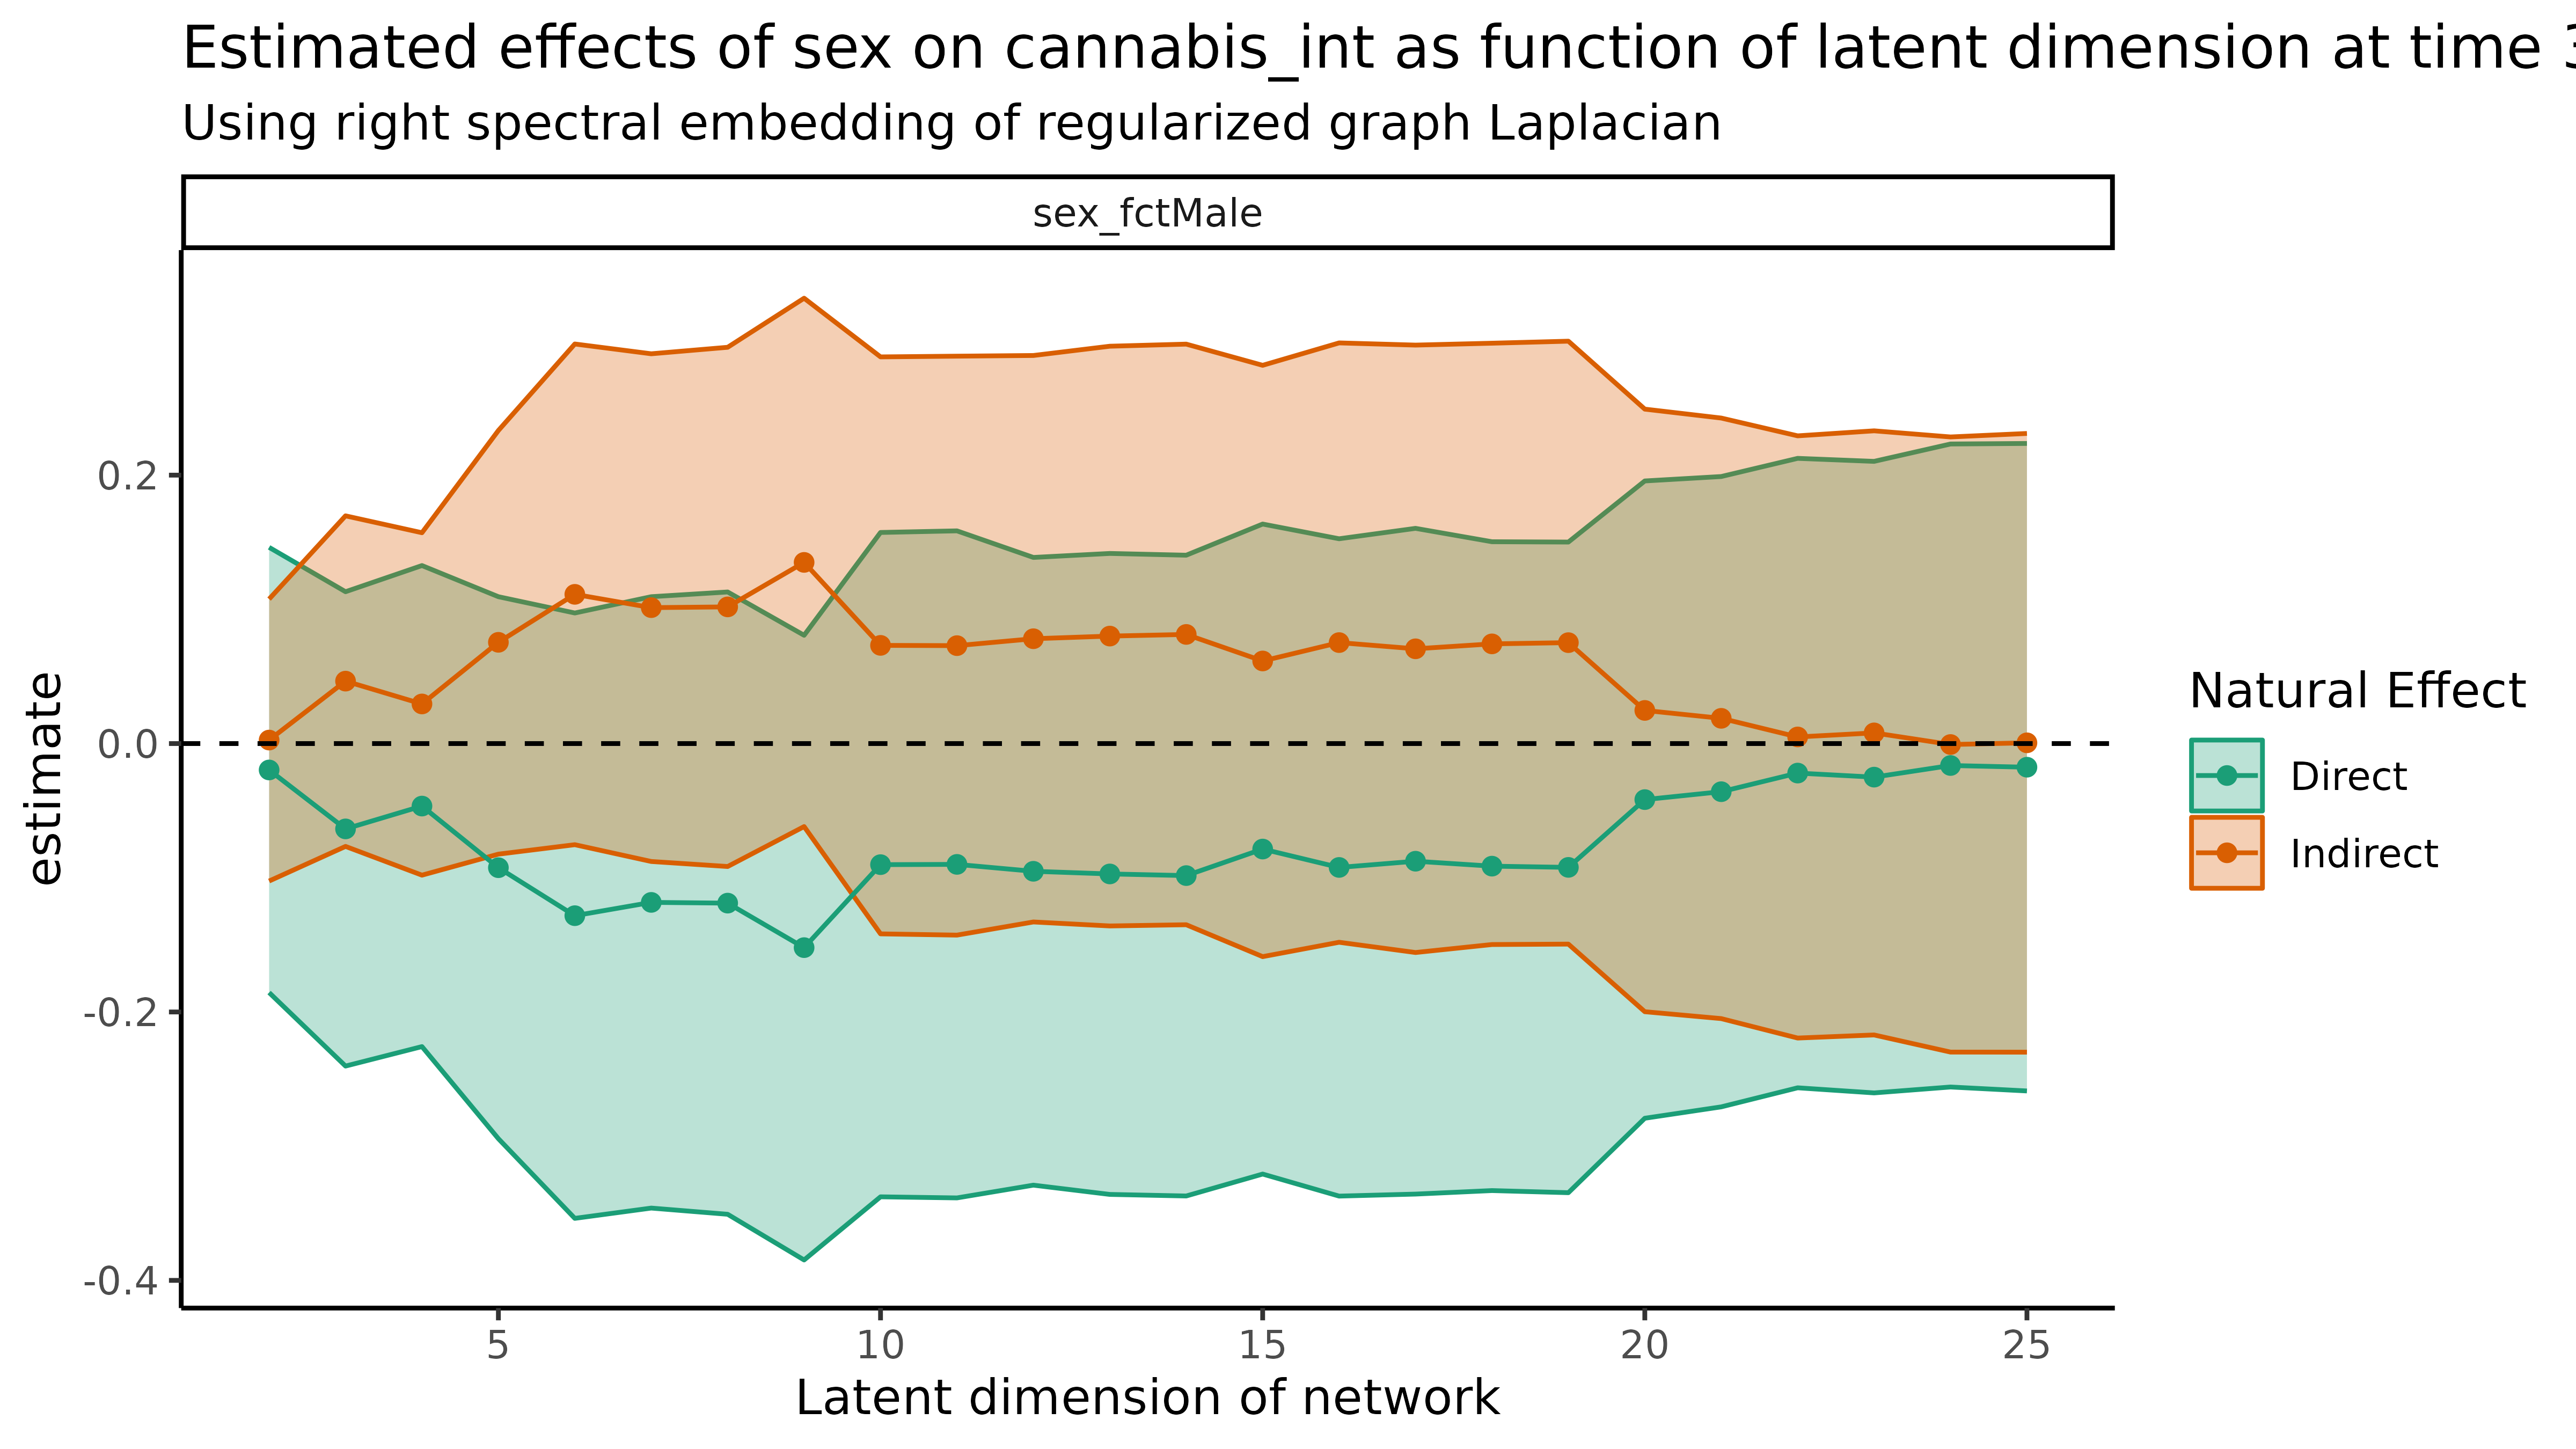 Estimated effects of sex on cannabis_int as function of latent dimension at time 3
Using right spectral embedding of regularized graph Laplacian
sex_fctMale
0.2
0.0
-0.2
-0.4
estimate
5 10 15 20 25
Latent dimension of network
Natural Effect
Direct
Indirect